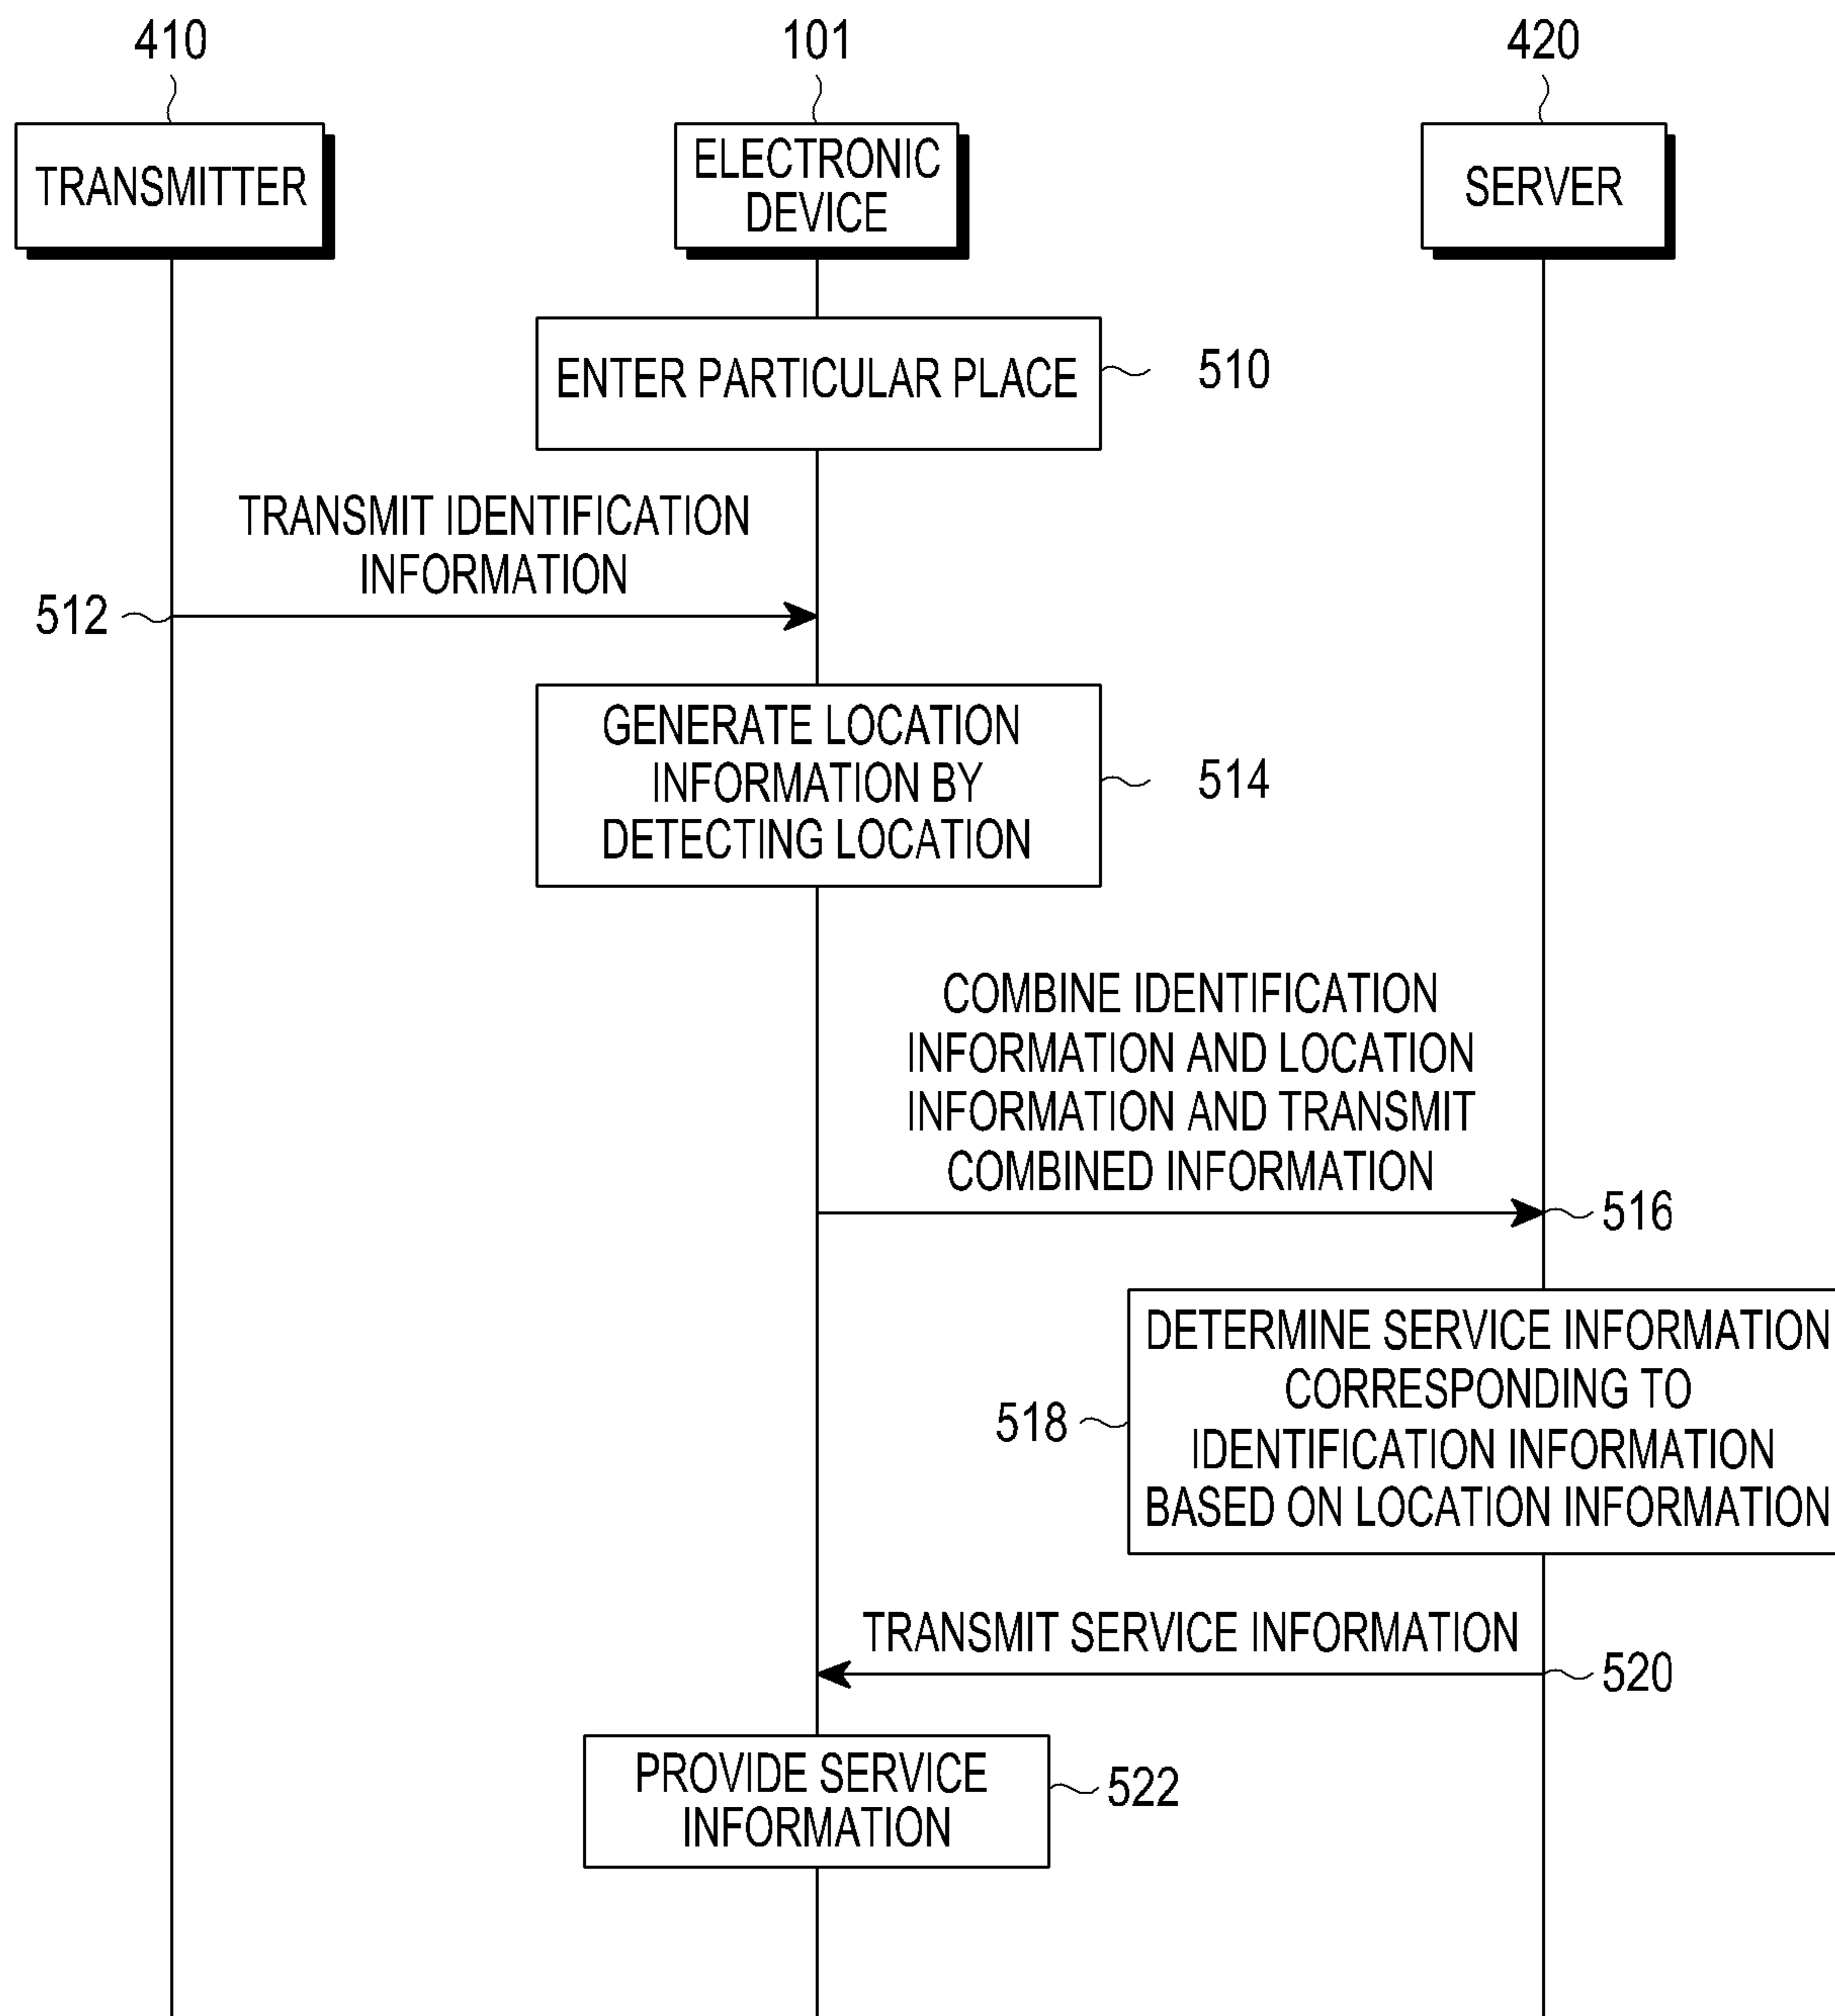 410
101
420
TRANSMITTER
ELECTRONIC
DEVICE
SERVER
ENTER PARTICULAR PLACE
510
TRANSMIT IDENTIFICATION
INFORMATION
512
GENERATE LOCATION
INFORMATION BY
DETECTING LOCATION
514
COMBINE IDENTIFICATION
INFORMATION AND LOCATION
INFORMATION AND TRANSMIT
COMBINED INFORMATION
516
DETERMINE SERVICE INFORMATION
CORRESPONDING TO
IDENTIFICATION INFORMATION
BASED ON LOCATION INFORMATION
518
TRANSMIT SERVICE INFORMATION
520
PROVIDE SERVICE
INFORMATION
522